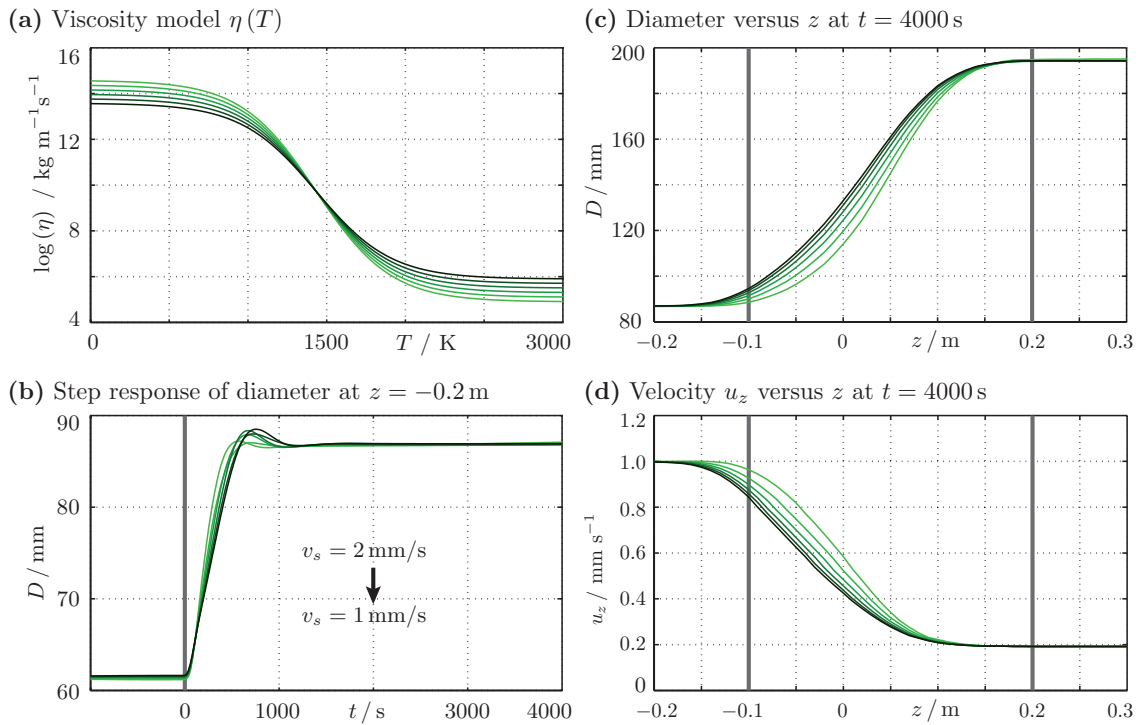 (a) Viscosity model η (T)
16
14
12
8
6
4
log (η) / kg m⁻¹s⁻¹
0
1500
T / K
3000
(c) Diameter versus z at t = 4000 s
200
160
120
80
D / mm
−0.2
−0.1
0
z / m
0.2
0.3
(b) Step response of diameter at z = −0.2 m
90
80
70
60
D / mm
v_s = 2 mm/s
v_s = 1 mm/s
0
1000
t / s
3000
4000
(d) Velocity u_z versus z at t = 4000 s
1.2
1.0
0.8
0.6
0.4
0.2
0
u_z / mm s⁻¹
−0.2
−0.1
0
z / m
0.2
0.3